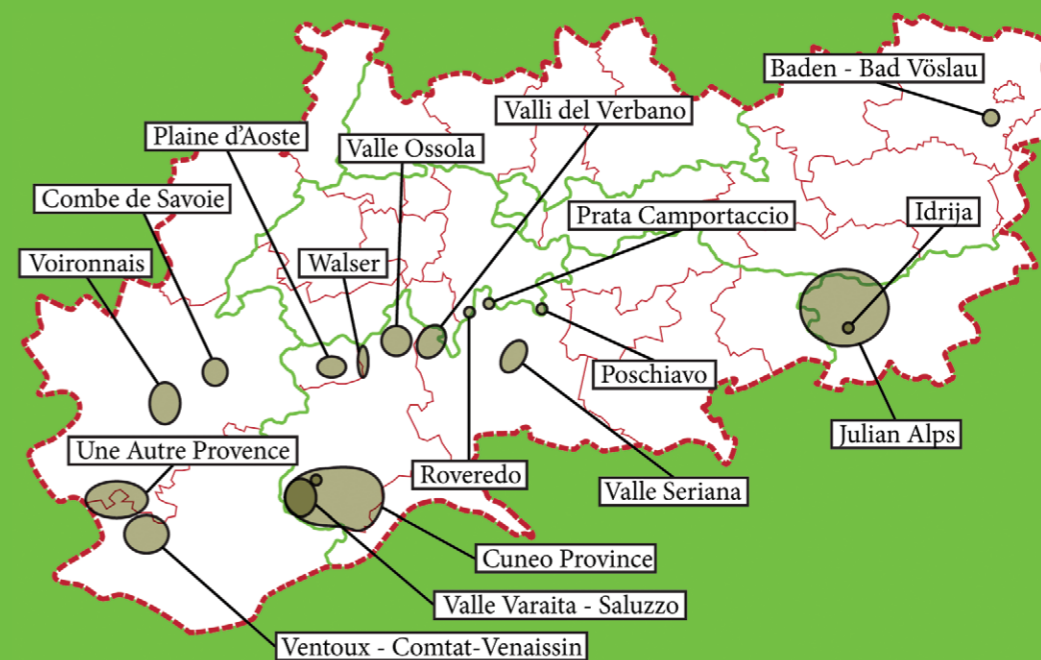 Baden - Bad Vöslau
Valli del Verbano
Plaine d'Aoste
Valle Ossola
Combe de Savoie
Prata Camportaccio
Idrija
Voironnais
Walser
Poschiavo
Julian Alps
Une Autre Provence
Roveredo
Valle Seriana
Cuneo Province
Valle Varaita - Saluzzo
Ventoux - Comtat-Venaissin